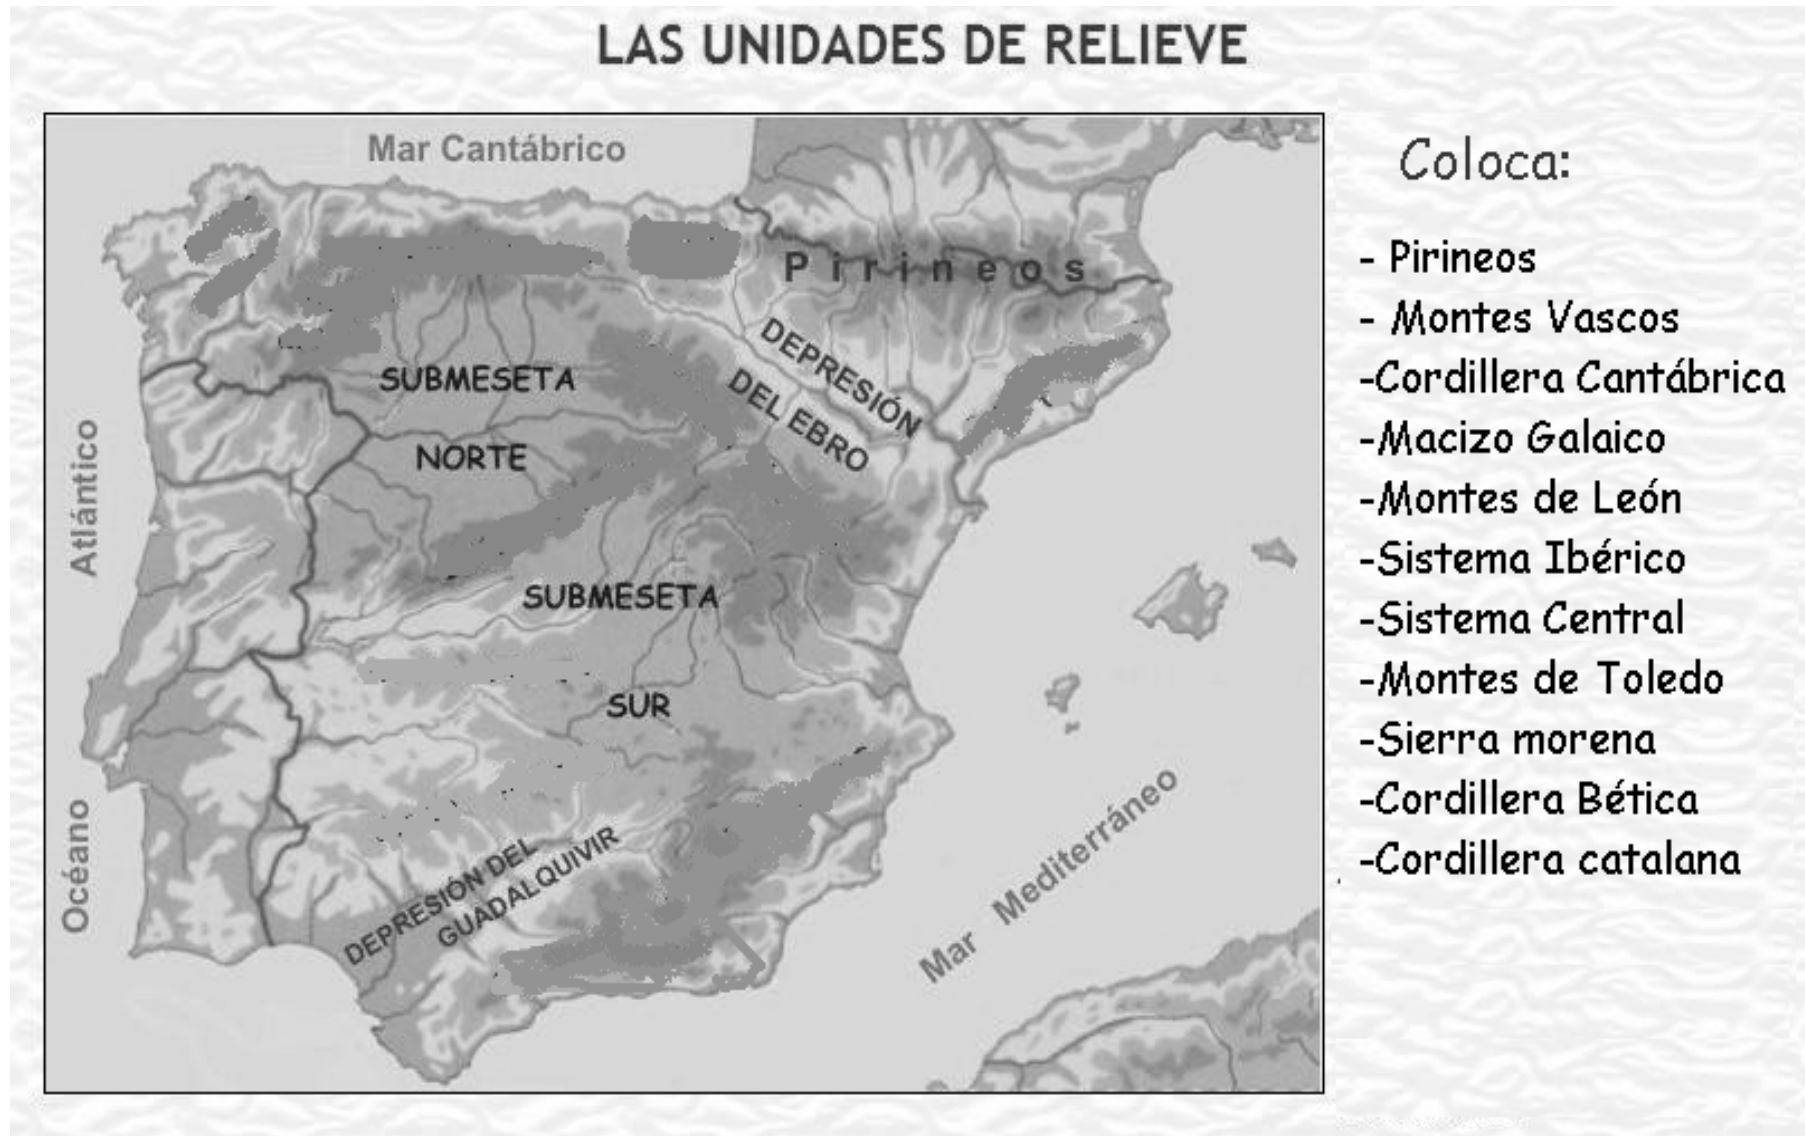 LAS UNIDADES DE RELIEVE
Mar Cantábrico
Pirineos
DEPRESIÓN
DEL EBRO
SUBMESETA
NORTE
SUBMESETA
SUR
Atlántico
Océano
DEPRESIÓN DEL
GUADALQUIVIR
Mar Mediterráneo
Coloca:
- Pirineos
- Montes Vascos
-Cordillera Cantábrica
-Macizo Galaico
-Montes de León
-Sistema Ibérico
-Sistema Central
-Montes de Toledo
-Sierra morena
-Cordillera Bética
-Cordillera catalana